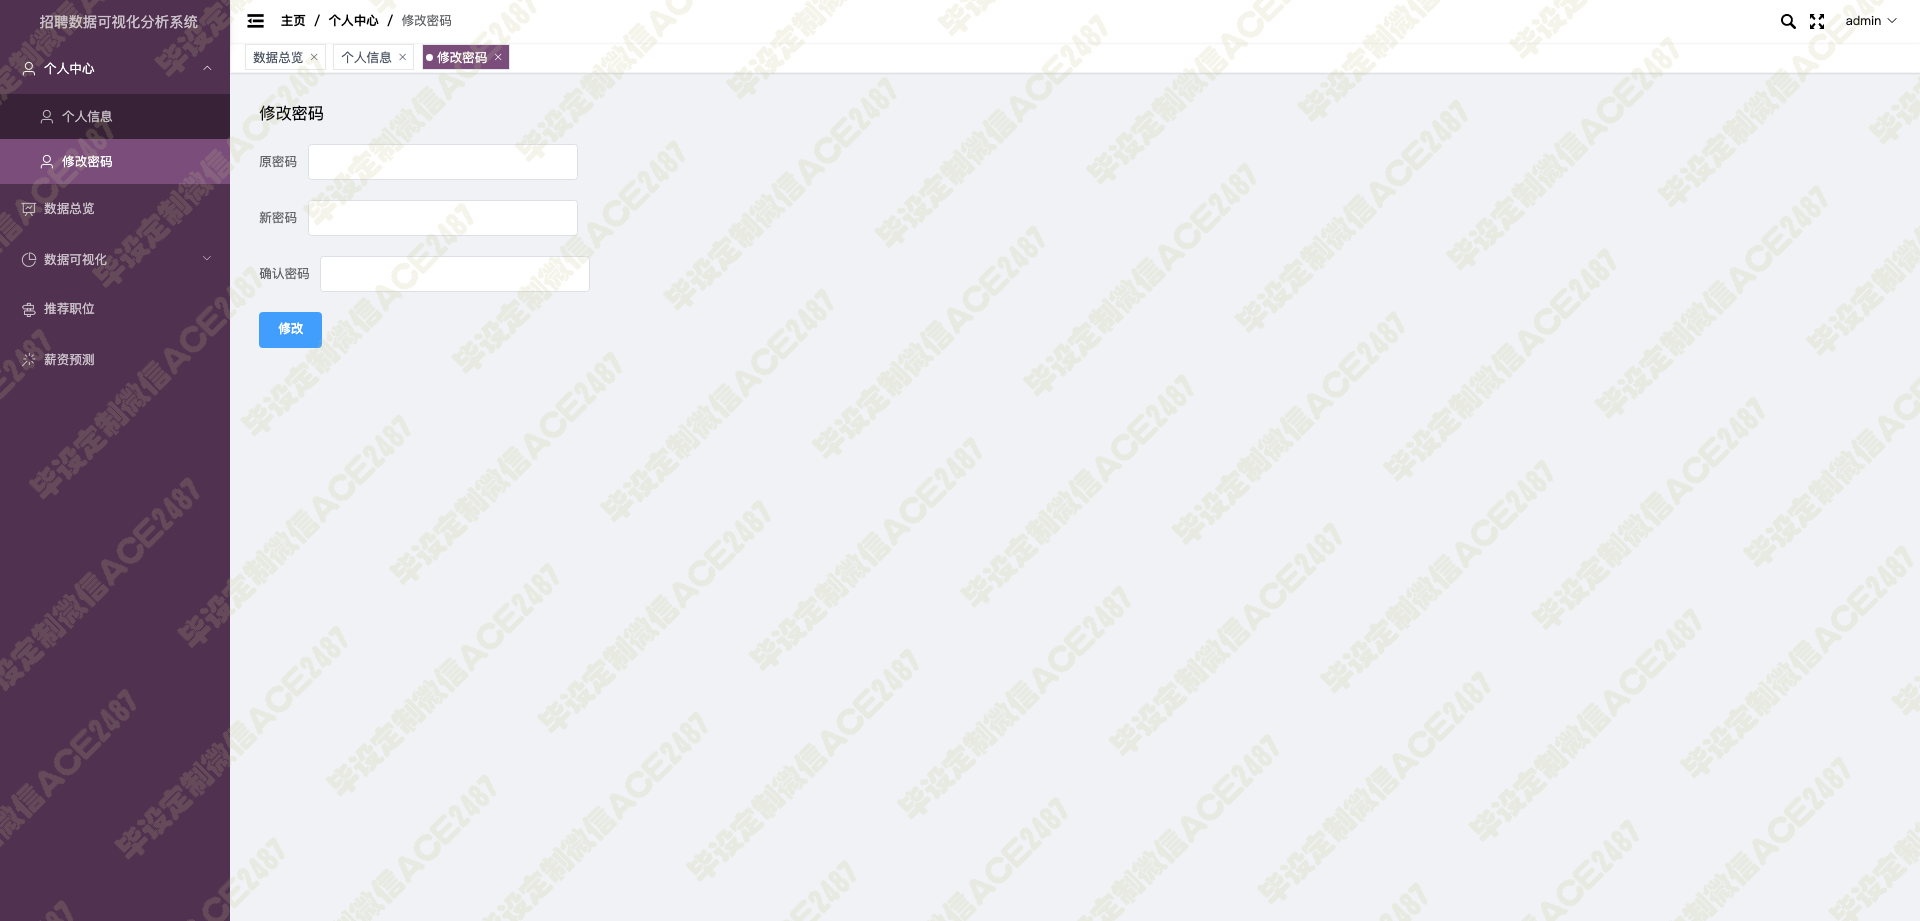 招聘数据可视化分析系统
个人中心
个人信息
修改密码
数据总览
数据可视化
推荐职位
薪资预测
主页 / 个人中心 / 修改密码
admin
数据总览 × 个人信息 × 修改密码 ×
修改密码
原密码
新密码
确认密码
修改
毕设定制微信ACE2487